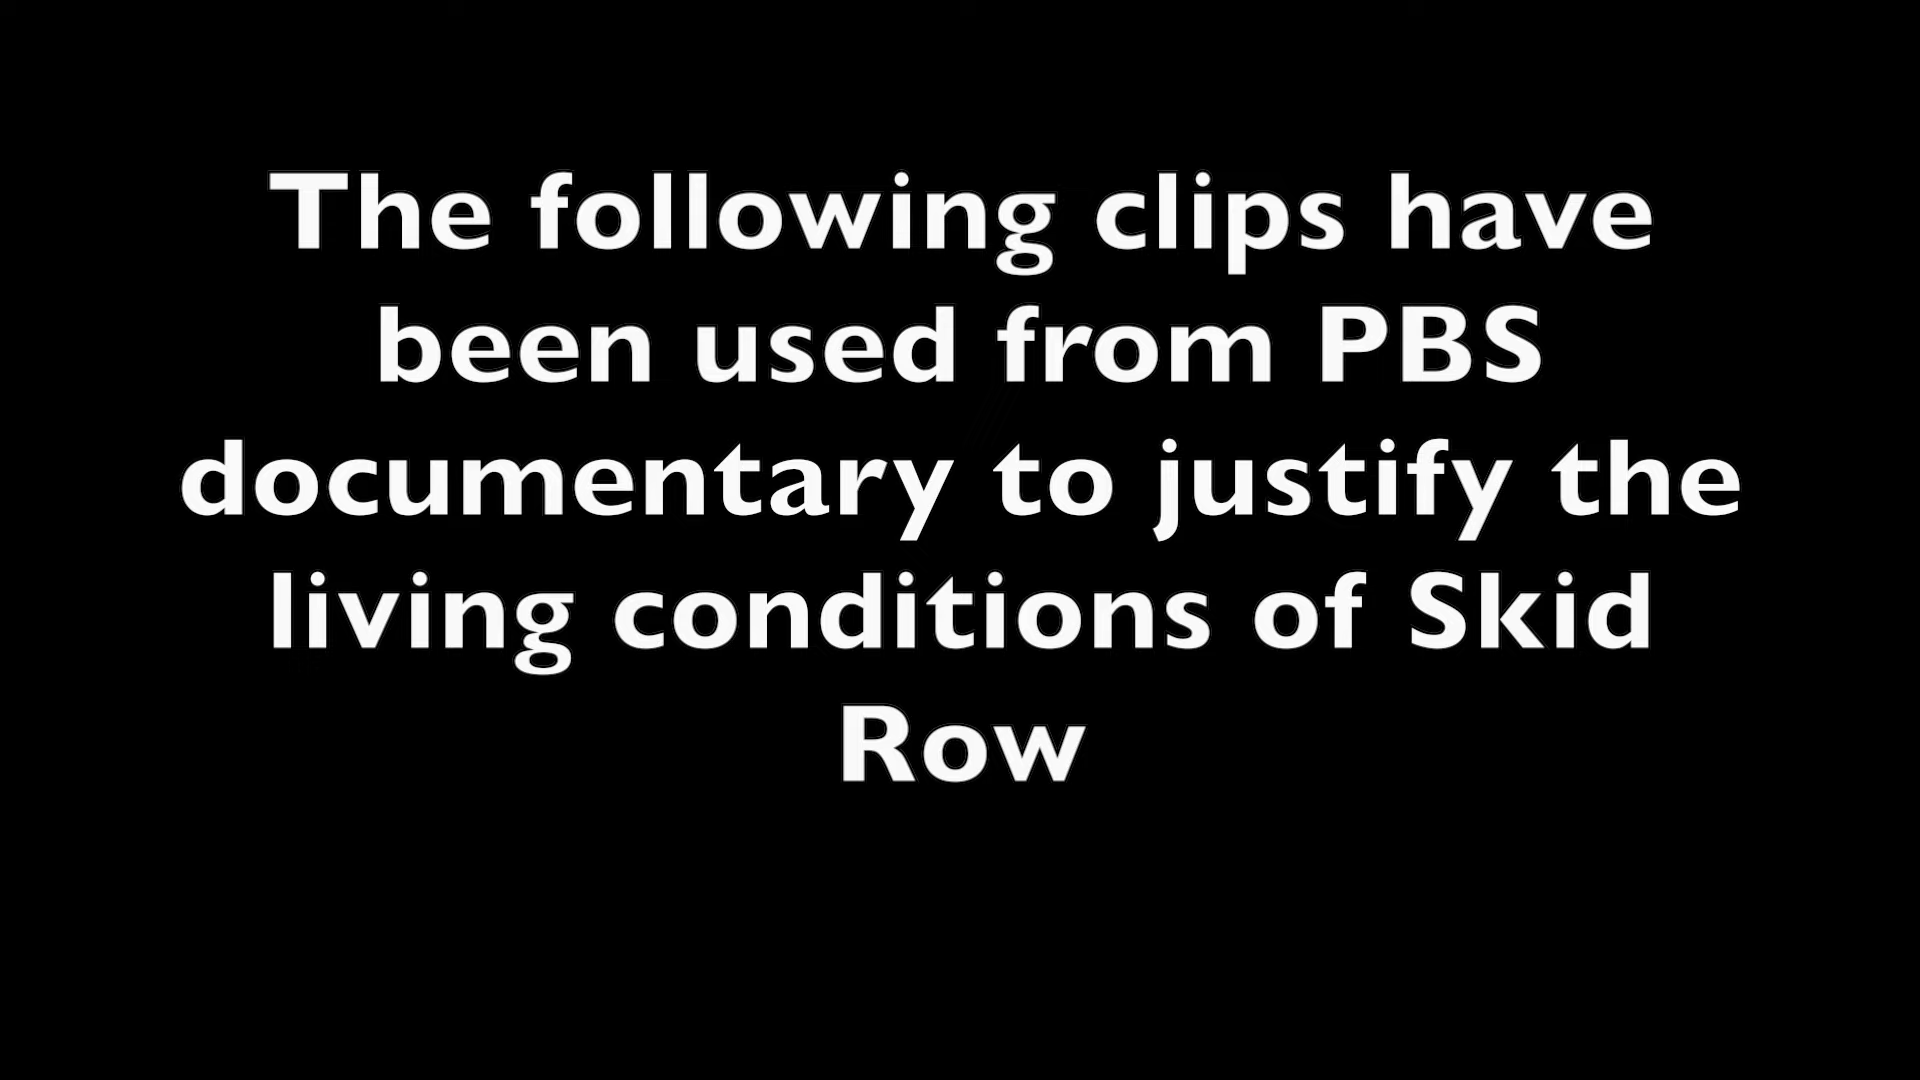 The following clips have
been used from PBS
documentary to justify the
living conditions of Skid
Row